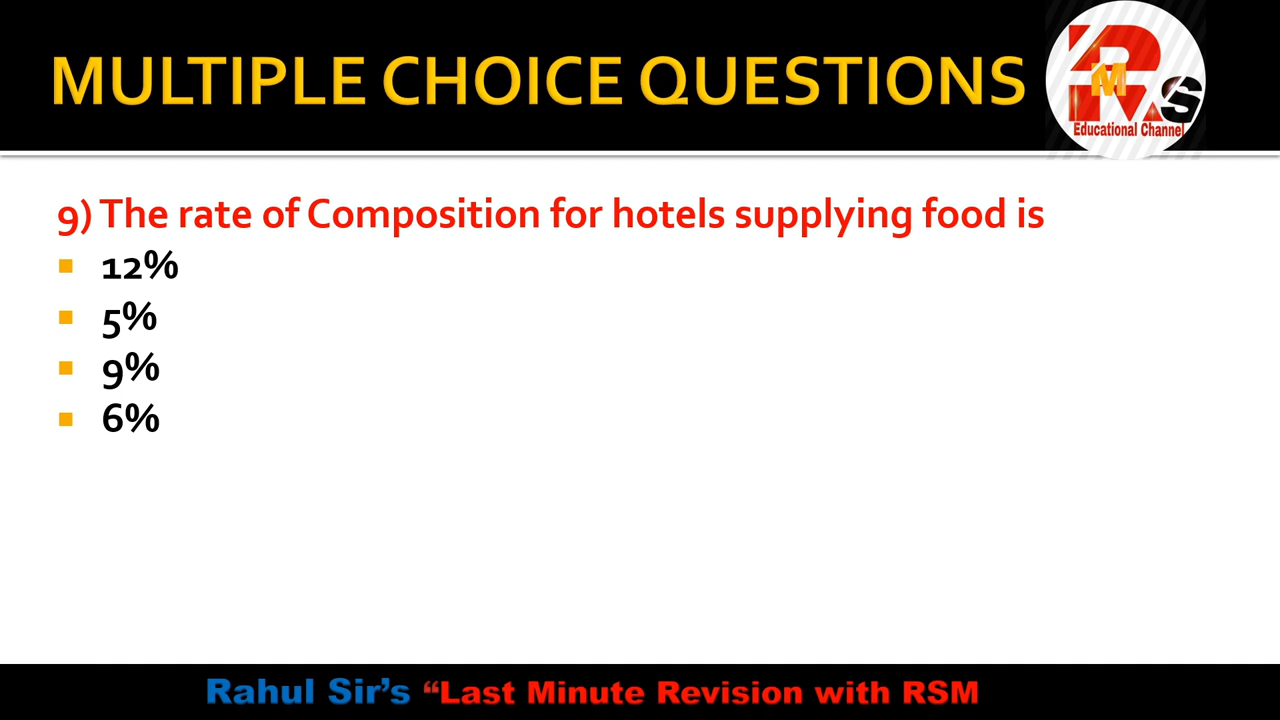 MULTIPLE CHOICE QUESTIONS
RMS
Educational Channel
9) The rate of Composition for hotels supplying food is
12%
5%
9%
6%
Rahul Sir's "Last Minute Revision with RSM